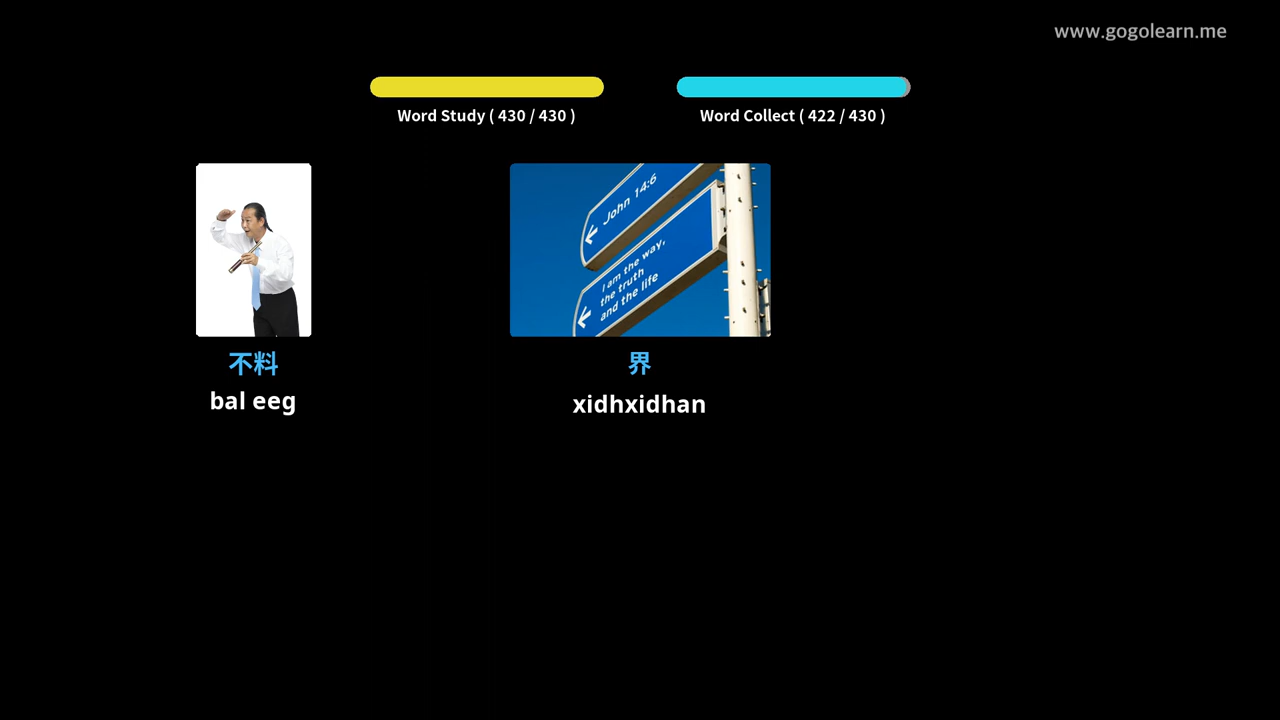 www.gogolearn.me
Word Study ( 430 / 430 )
Word Collect ( 422 / 430 )
John 14:6
I am the way,
the truth
and the life
不料
界
bal eeg
xidhxidhan